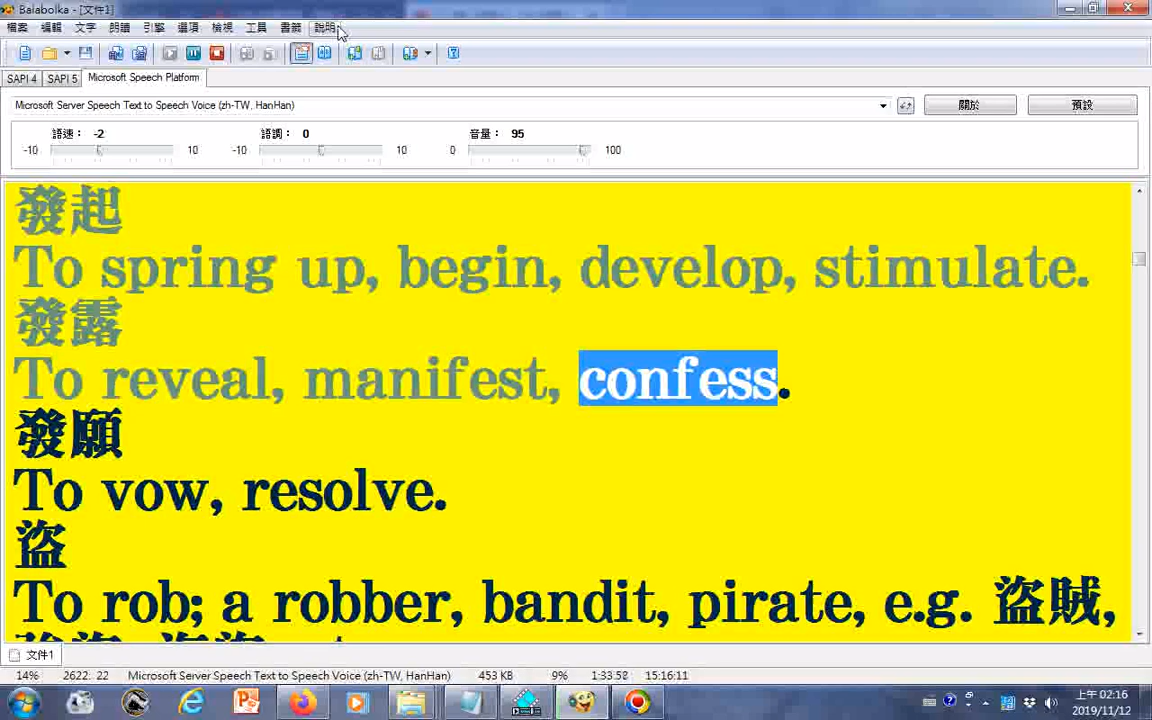 Balabolka - [文件1]
檔案 編輯 文字 朗讀 引擎 選項 檢視 工具 書籤 說明
SAPI 4 SAPI 5 Microsoft Speech Platform
Microsoft Server Speech Text to Speech Voice (zh-TW, HanHan) 關於 預設
語速： -2 語調： 0 音量： 95
-10 10 -10 10 0 100
發起
To spring up, begin, develop, stimulate.
發露
To reveal, manifest, confess.
發願
To vow, resolve.
盜
To rob; a robber, bandit, pirate, e.g. 盜賊,
文件1
14% 2622: 22 Microsoft Server Speech Text to Speech Voice (zh-TW, HanHan) 453 KB 9% 1:33:52 15:16:11
上午 02:16
2019/11/12